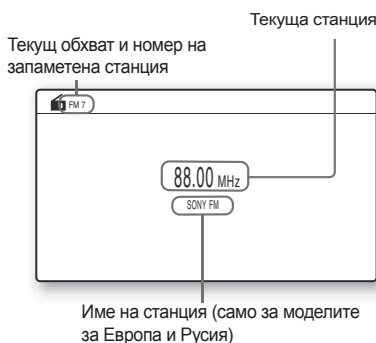 Текуща станция
Текущ обхват и номер на
запаметена станция
FM 7
88.00 MHz
SONY FM
Име на станция (само за моделите
за Европа и Русия)